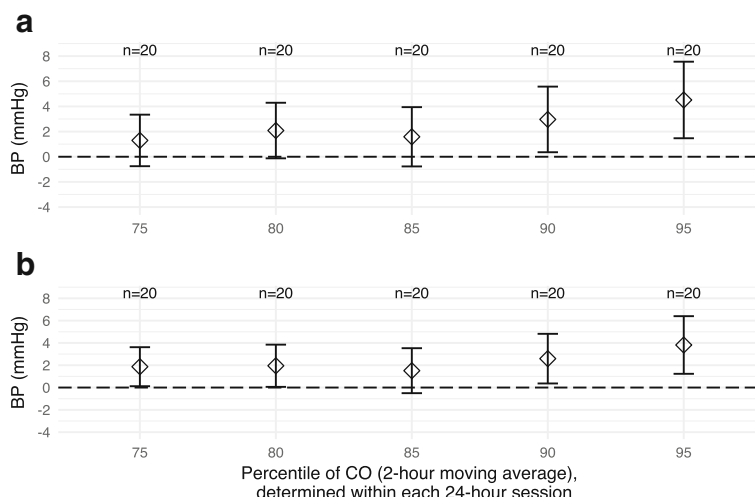 a
n=20 n=20 n=20 n=20 n=20
8
6
4
2
0
-2
-4
BP (mmHg)
75 80 85 90 95
b
n=20 n=20 n=20 n=20 n=20
8
6
4
2
0
-2
-4
BP (mmHg)
75 80 85 90 95
Percentile of CO (2-hour moving average),
determined within each 24-hour session